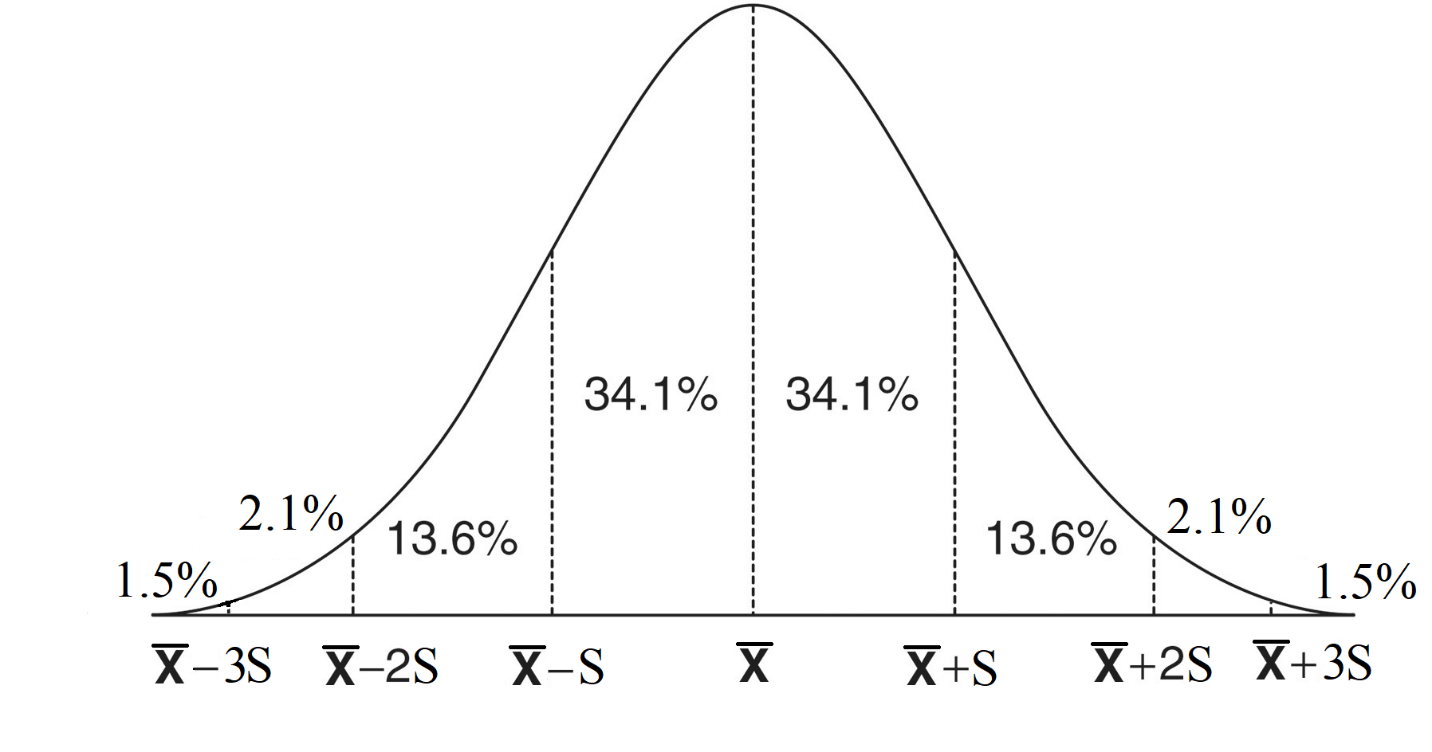 34.1% 34.1%
2.1% 13.6% 13.6% 2.1%
1.5% 1.5%
X̅−3S X̅−2S X̅−S X̅ X̅+S X̅+2S X̅+3S